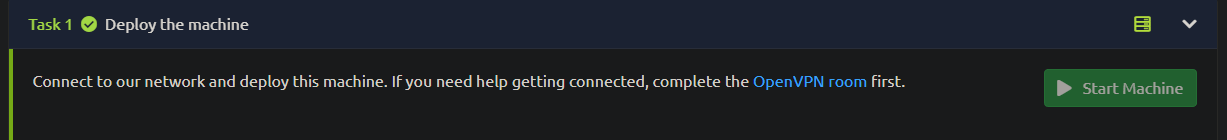 Task 1 Deploy the machine
Connect to our network and deploy this machine. If you need help getting connected, complete the OpenVPN room first.
Start Machine